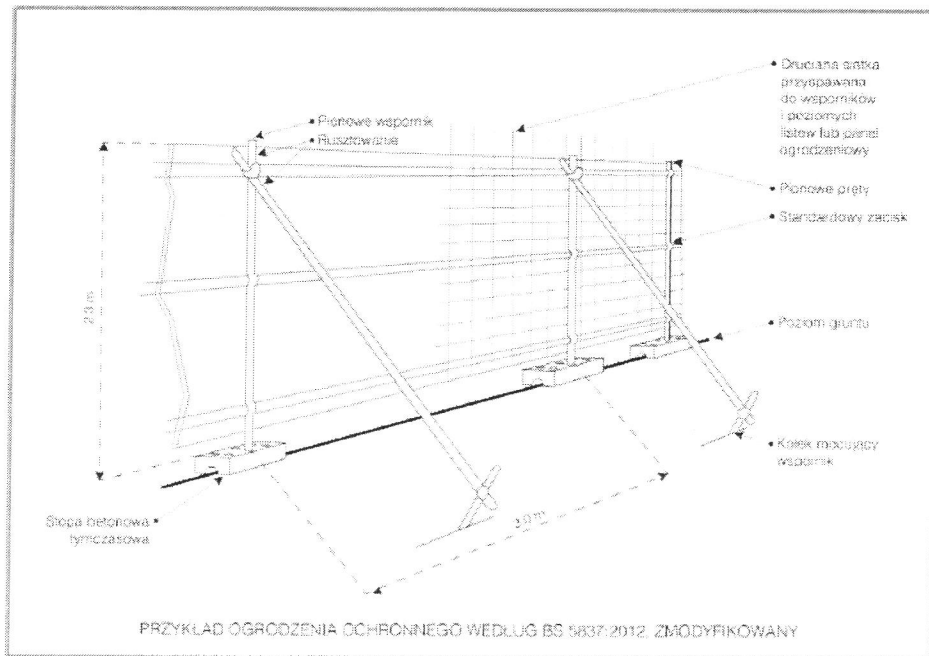 Druciana siatka
przyspawana
do wsporników
i poziomych
listew lub panel
ogrodzeniowy
Pionowe wspornik
Rusztowanie
Pionowe pręty
Standardowy zacisk
2,3 m
Poziom gruntu
Kołek mocujący
wspornik
Stopa betonowa
tymczasowa
3,0 m
PRZYKŁAD OGRODZENIA OCHRONNEGO WEDŁUG BS 5837:2012, ZMODYFIKOWANY